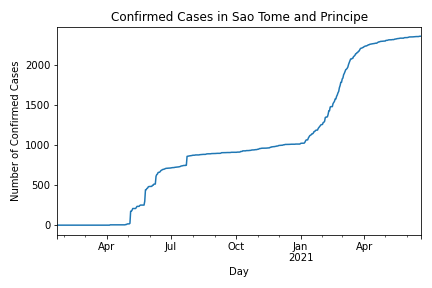 Confirmed Cases in Sao Tome and Principe
Number of Confirmed Cases
2000
1500
1000
500
0
Apr
Jul
Oct
Jan
2021
Apr
Day